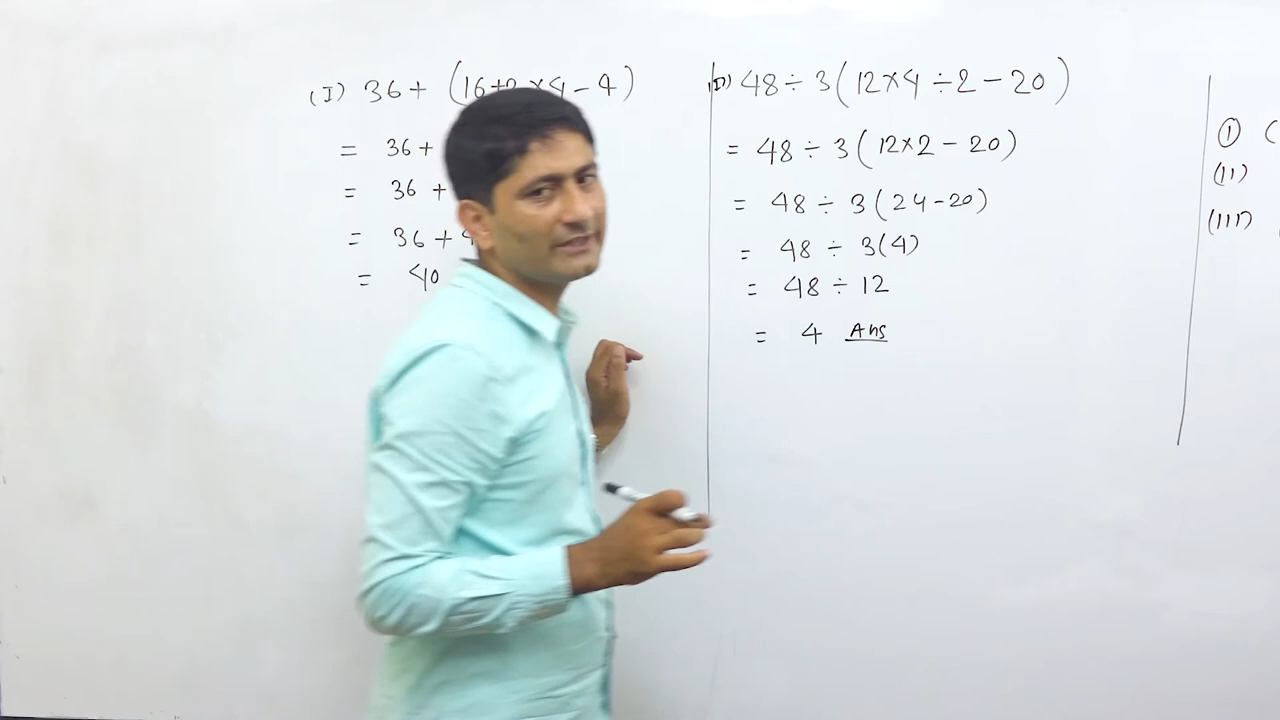 (I) 36 + (16÷2×4-4)
= 36 +
= 36 +
= 36 + 4
= 40
(II) 48 ÷ 3(12×4÷2-20)
= 48 ÷ 3(12×2-20)
= 48 ÷ 3(24-20)
= 48 ÷ 3(4)
= 48 ÷ 12
= 4 Ans
① (
(II)
(III)